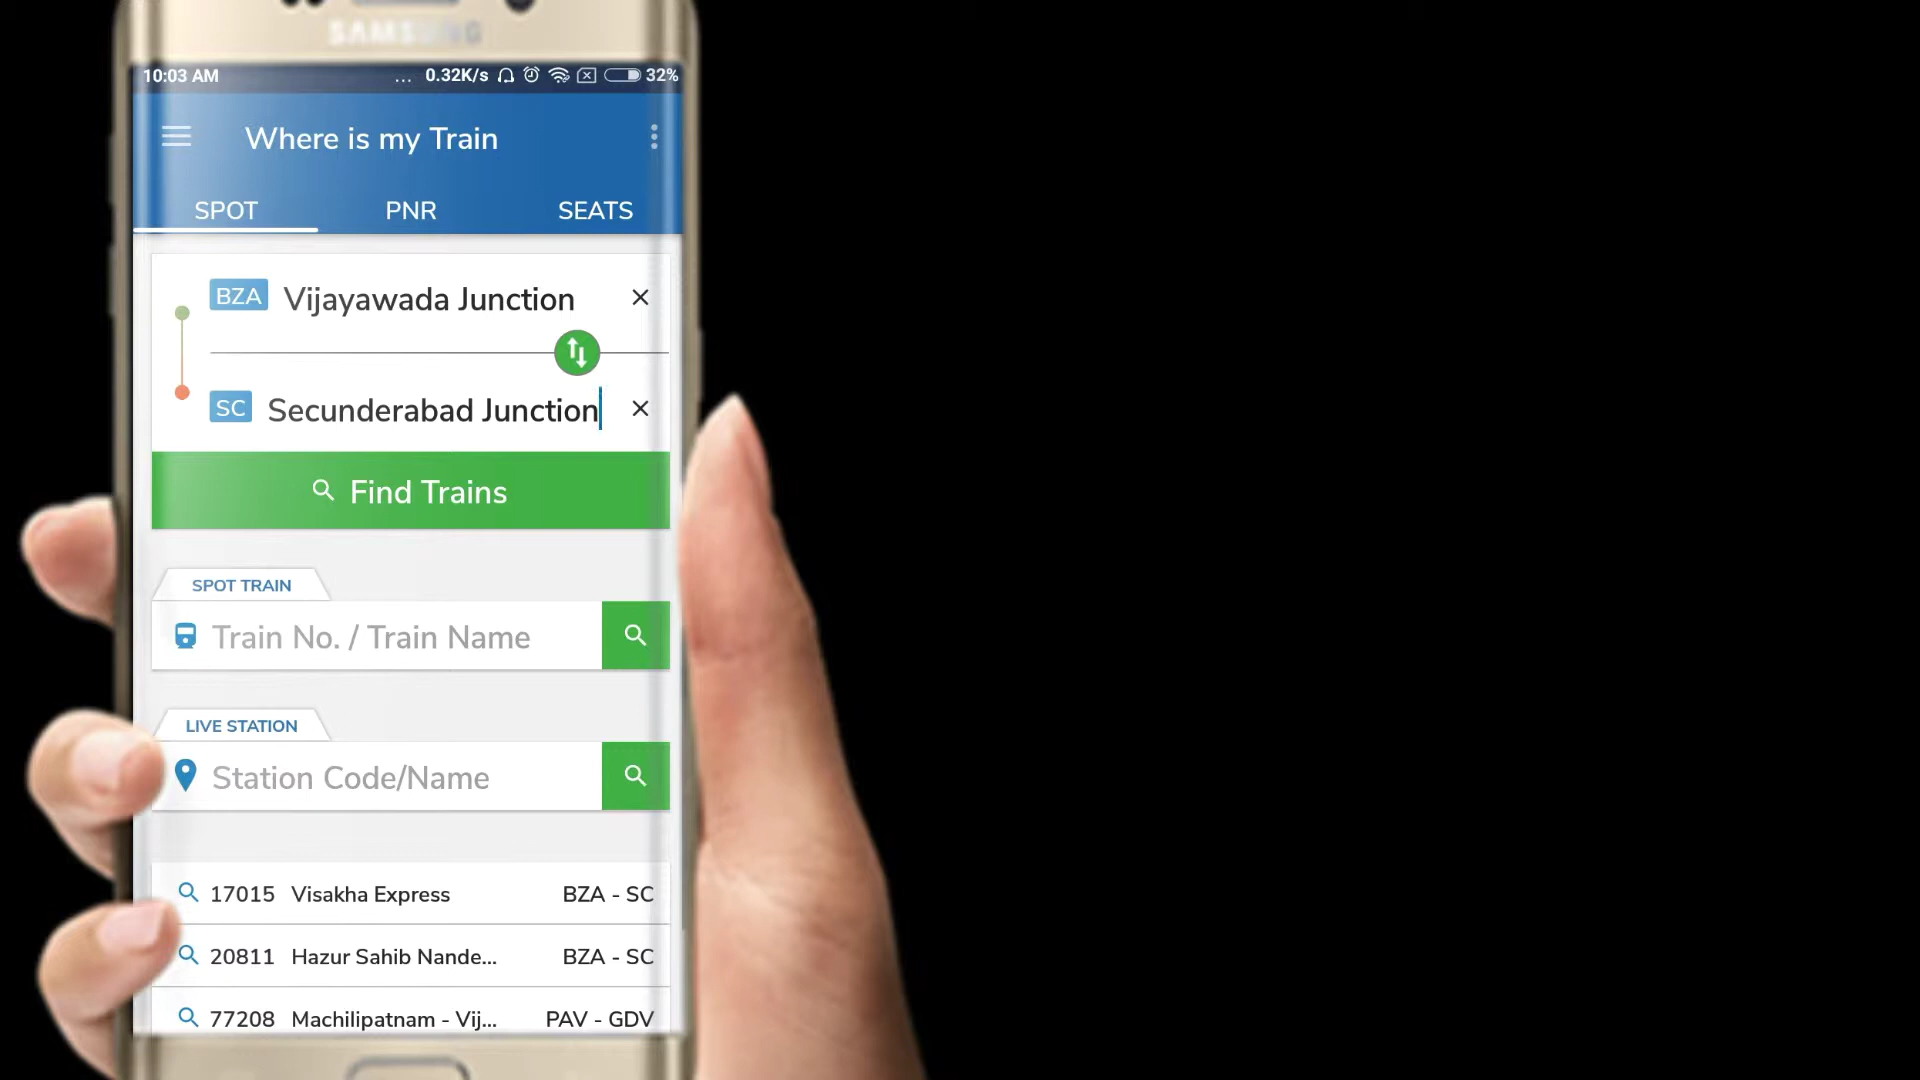 SAMSUNG
10:03 AM ... 0.32K/s 32%
Where is my Train
SPOT PNR SEATS
BZA Vijayawada Junction
SC Secunderabad Junction
Find Trains
SPOT TRAIN
Train No. / Train Name
LIVE STATION
Station Code/Name
17015 Visakha Express BZA - SC
20811 Hazur Sahib Nande... BZA - SC
77208 Machilipatnam - Vij... PAV - GDV